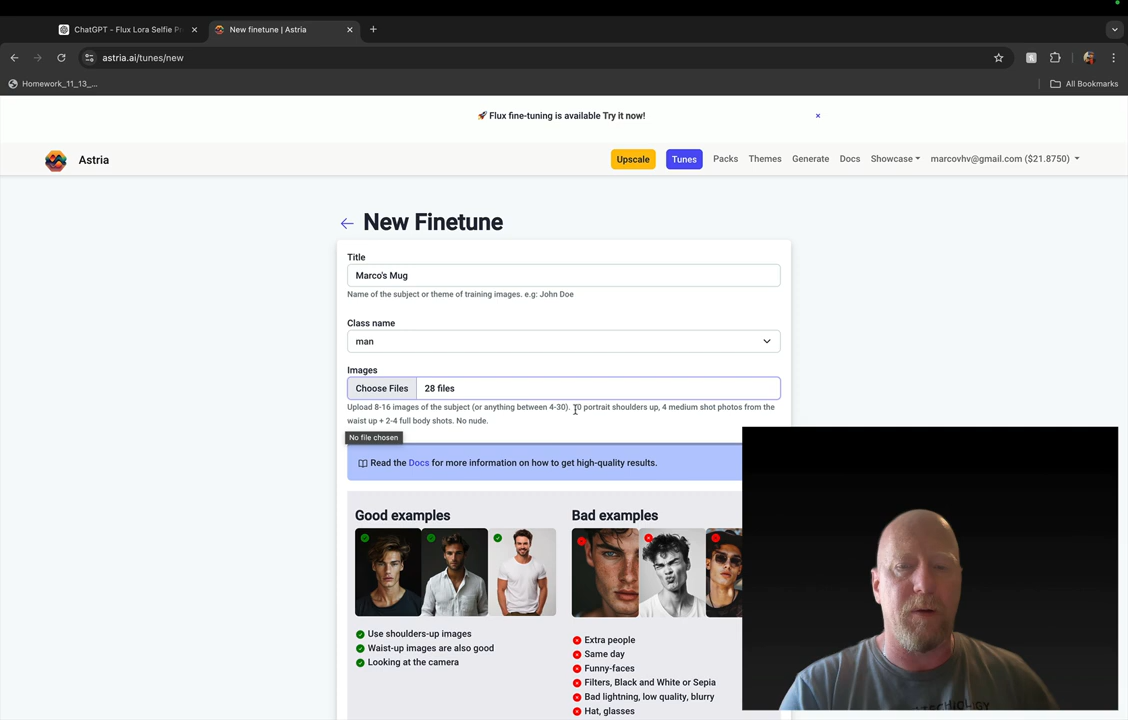 ChatGPT - Flux Lora Selfie P
New finetune | Astria
astria.ai/tunes/new
Homework_11_13_...
All Bookmarks
🚀 Flux fine-tuning is available Try it now!
Astria
Upscale
Tunes
Packs
Themes
Generate
Docs
Showcase
marcovhv@gmail.com ($21.8750)
New Finetune
Title
Marco's Mug
Name of the subject or theme of training images. e.g: John Doe
Class name
man
Images
Choose Files
28 files
Upload 8-16 images of the subject (or anything between 4-30). 10 portrait shoulders up, 4 medium shot photos from the
waist up + 2-4 full body shots. No nude.
No file chosen
Read the Docs for more information on how to get high-quality results.
Good examples
Use shoulders-up images
Waist-up images are also good
Looking at the camera
Bad examples
Extra people
Same day
Funny-faces
Filters, Black and White or Sepia
Bad lightning, low quality, blurry
Hat, glasses